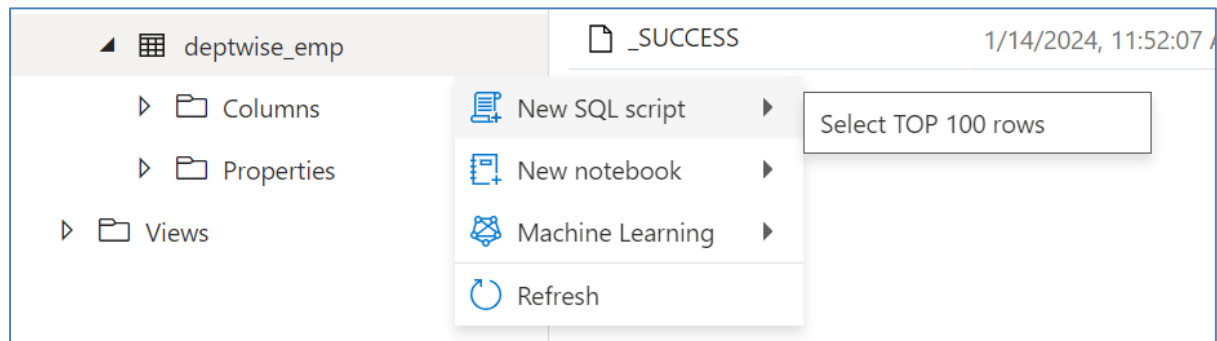 deptwise_emp
_SUCCESS
1/14/2024, 11:52:07
Columns
New SQL script
Select TOP 100 rows
Properties
New notebook
Views
Machine Learning
Refresh